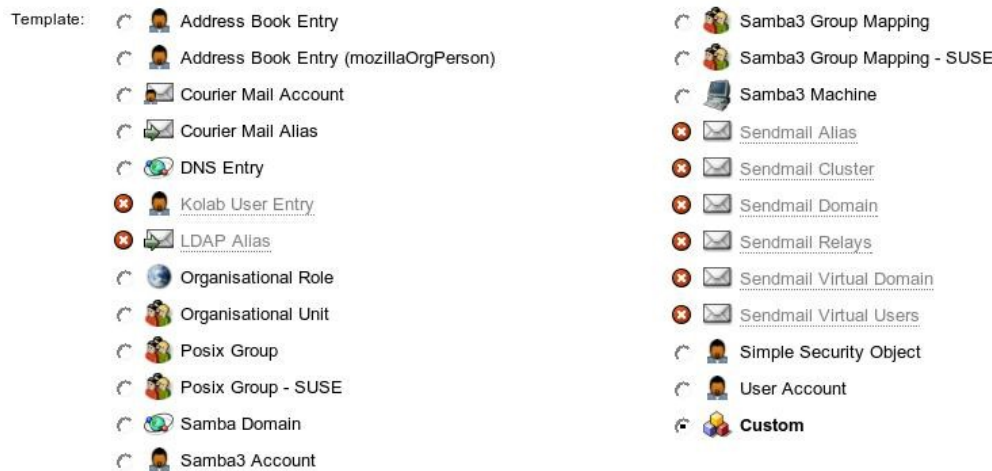 Template:
Address Book Entry
Address Book Entry (mozillaOrgPerson)
Courier Mail Account
Courier Mail Alias
DNS Entry
Kolab User Entry
LDAP Alias
Organisational Role
Organisational Unit
Posix Group
Posix Group - SUSE
Samba Domain
Samba3 Account
Samba3 Group Mapping
Samba3 Group Mapping - SUSE
Samba3 Machine
Sendmail Alias
Sendmail Cluster
Sendmail Domain
Sendmail Relays
Sendmail Virtual Domain
Sendmail Virtual Users
Simple Security Object
User Account
Custom